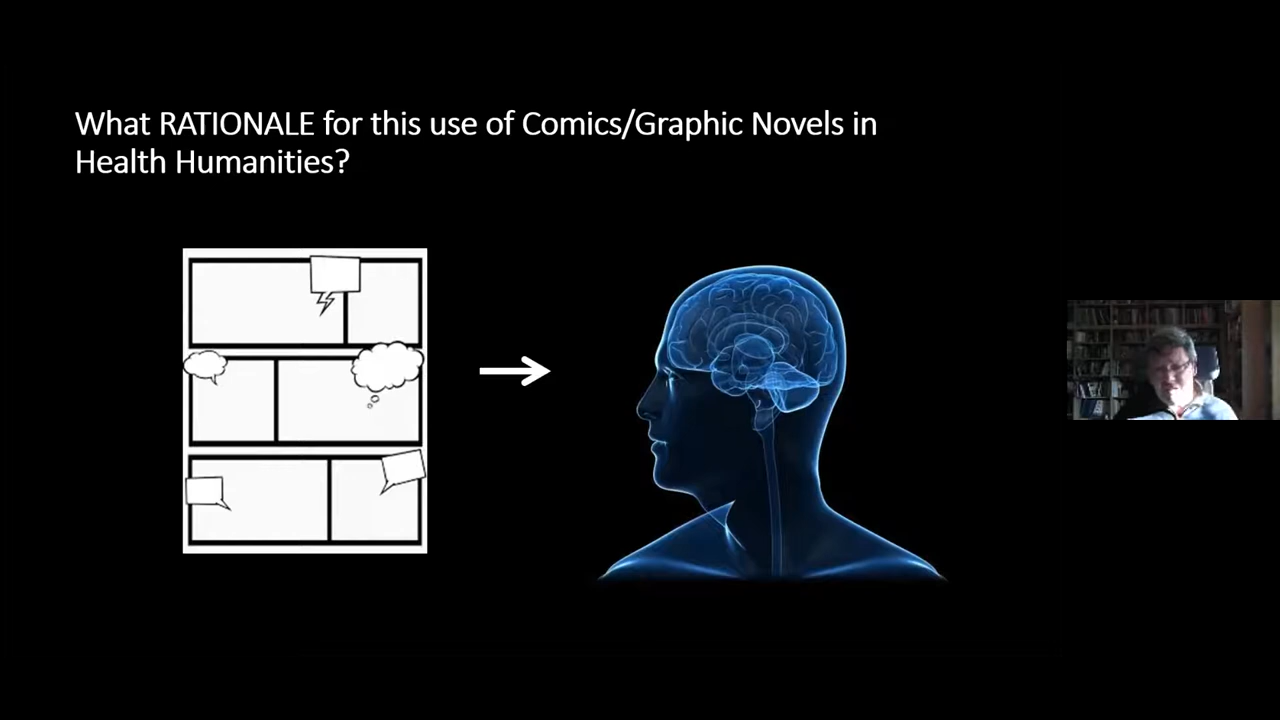 What RATIONALE for this use of Comics/Graphic Novels in
Health Humanities?